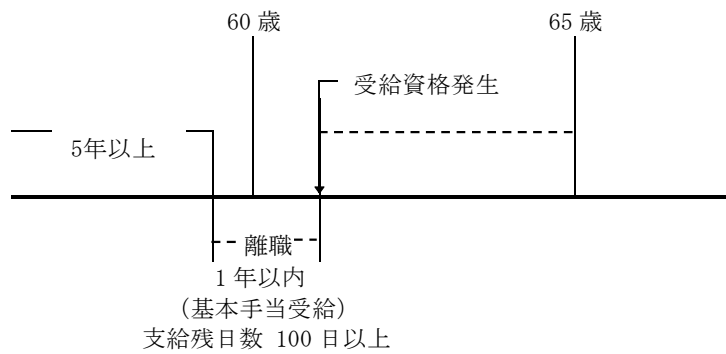 60 歳
65 歳
受給資格発生
5年以上
離職
1 年以内
(基本手当受給)
支給残日数 100 日以上